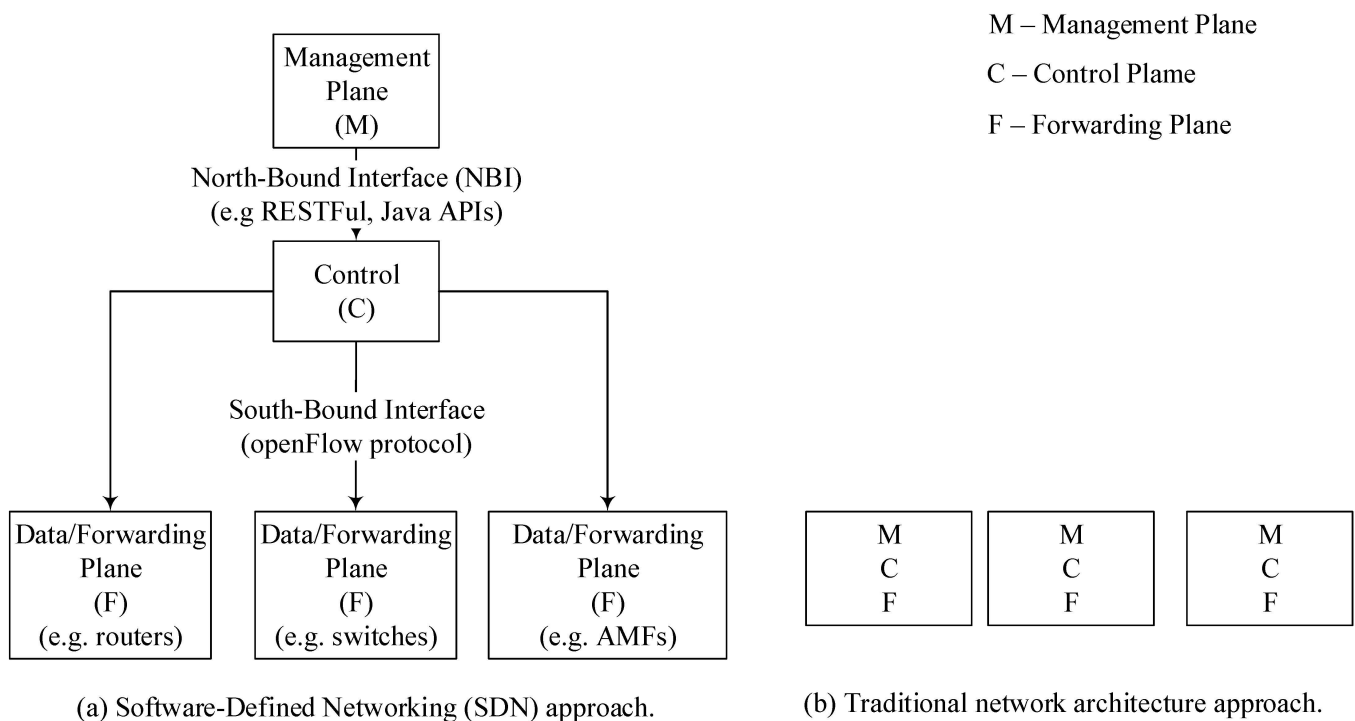 Management
Plane
(M)
North-Bound Interface (NBI)
(e.g RESTFul, Java APIs)
Control
(C)
South-Bound Interface
(openFlow protocol)
Data/Forwarding
Plane
(F)
(e.g. routers)
Data/Forwarding
Plane
(F)
(e.g. switches)
Data/Forwarding
Plane
(F)
(e.g. AMFs)
(a) Software-Defined Networking (SDN) approach.
M – Management Plane
C – Control Plame
F – Forwarding Plane
M
C
F
M
C
F
M
C
F
(b) Traditional network architecture approach.